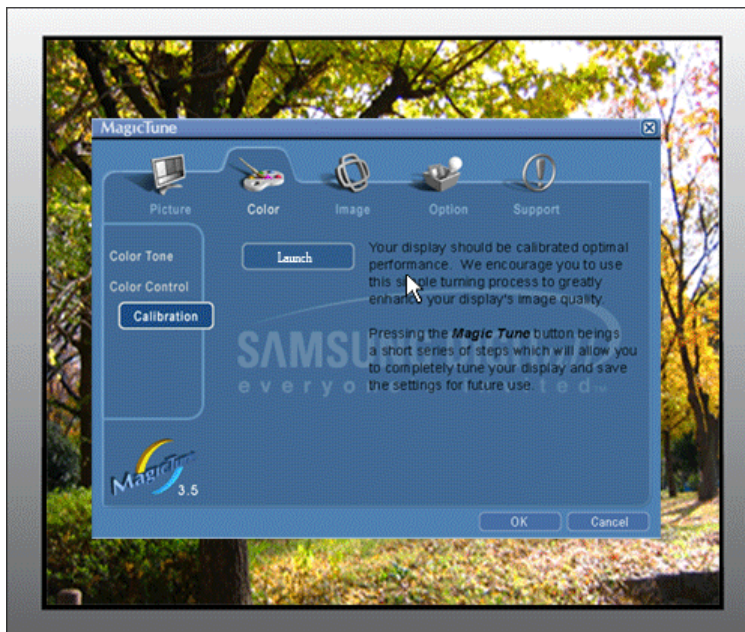 MagicTune
Picture
Color
Image
Option
Support
Color Tone
Color Control
Calibration
Launch
Your display should be calibrated optimal
performance. We encourage you to use
this simple turning process to greatly
enhance your display's image quality.
Pressing the Magic Tune button beings
a short series of steps which will allow you
to completely tune your display and save
the settings for future use.
MagicTune
3.5
OK
Cancel